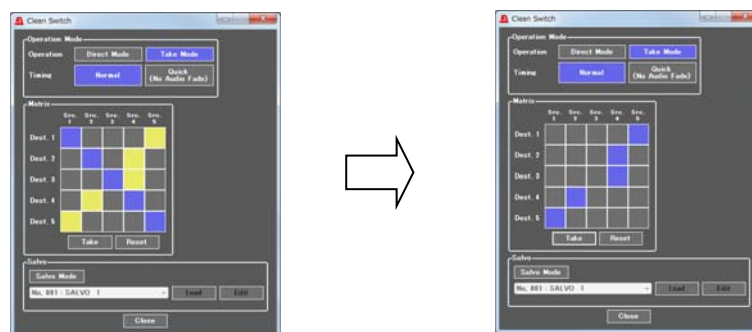 Clean Switch
Operation Mode
Operation Direct Mode Take Mode
Timing Normal Quick (No Audio Fade)
Matrix
Src. 1 Src. 2 Src. 3 Src. 4 Src. 5
Dest. 1
Dest. 2
Dest. 3
Dest. 4
Dest. 5
Take Reset
Salvo
Salvo Mode
No, 001 : SALVO 1 Load Edit
Close
Clean Switch
Operation Mode
Operation Direct Mode Take Mode
Timing Normal Quick (No Audio Fade)
Matrix
Src. 1 Src. 2 Src. 3 Src. 4 Src. 5
Dest. 1
Dest. 2
Dest. 3
Dest. 4
Dest. 5
Take Reset
Salvo
Salvo Mode
No, 001 : SALVO 1 Load Edit
Close